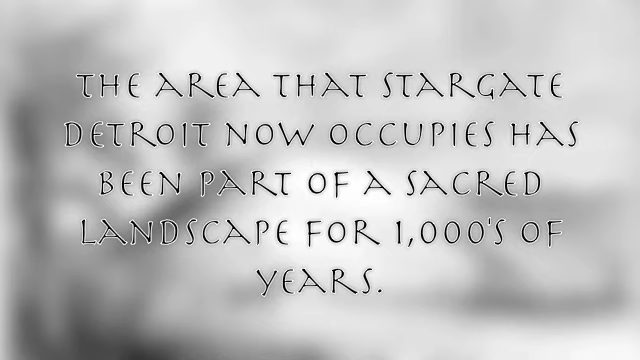 THE AREA THAT STARGATE
DETROIT NOW OCCUPIES HAS
BEEN PART OF A SACRED
LANDSCAPE FOR 1,000'S OF
YEARS.